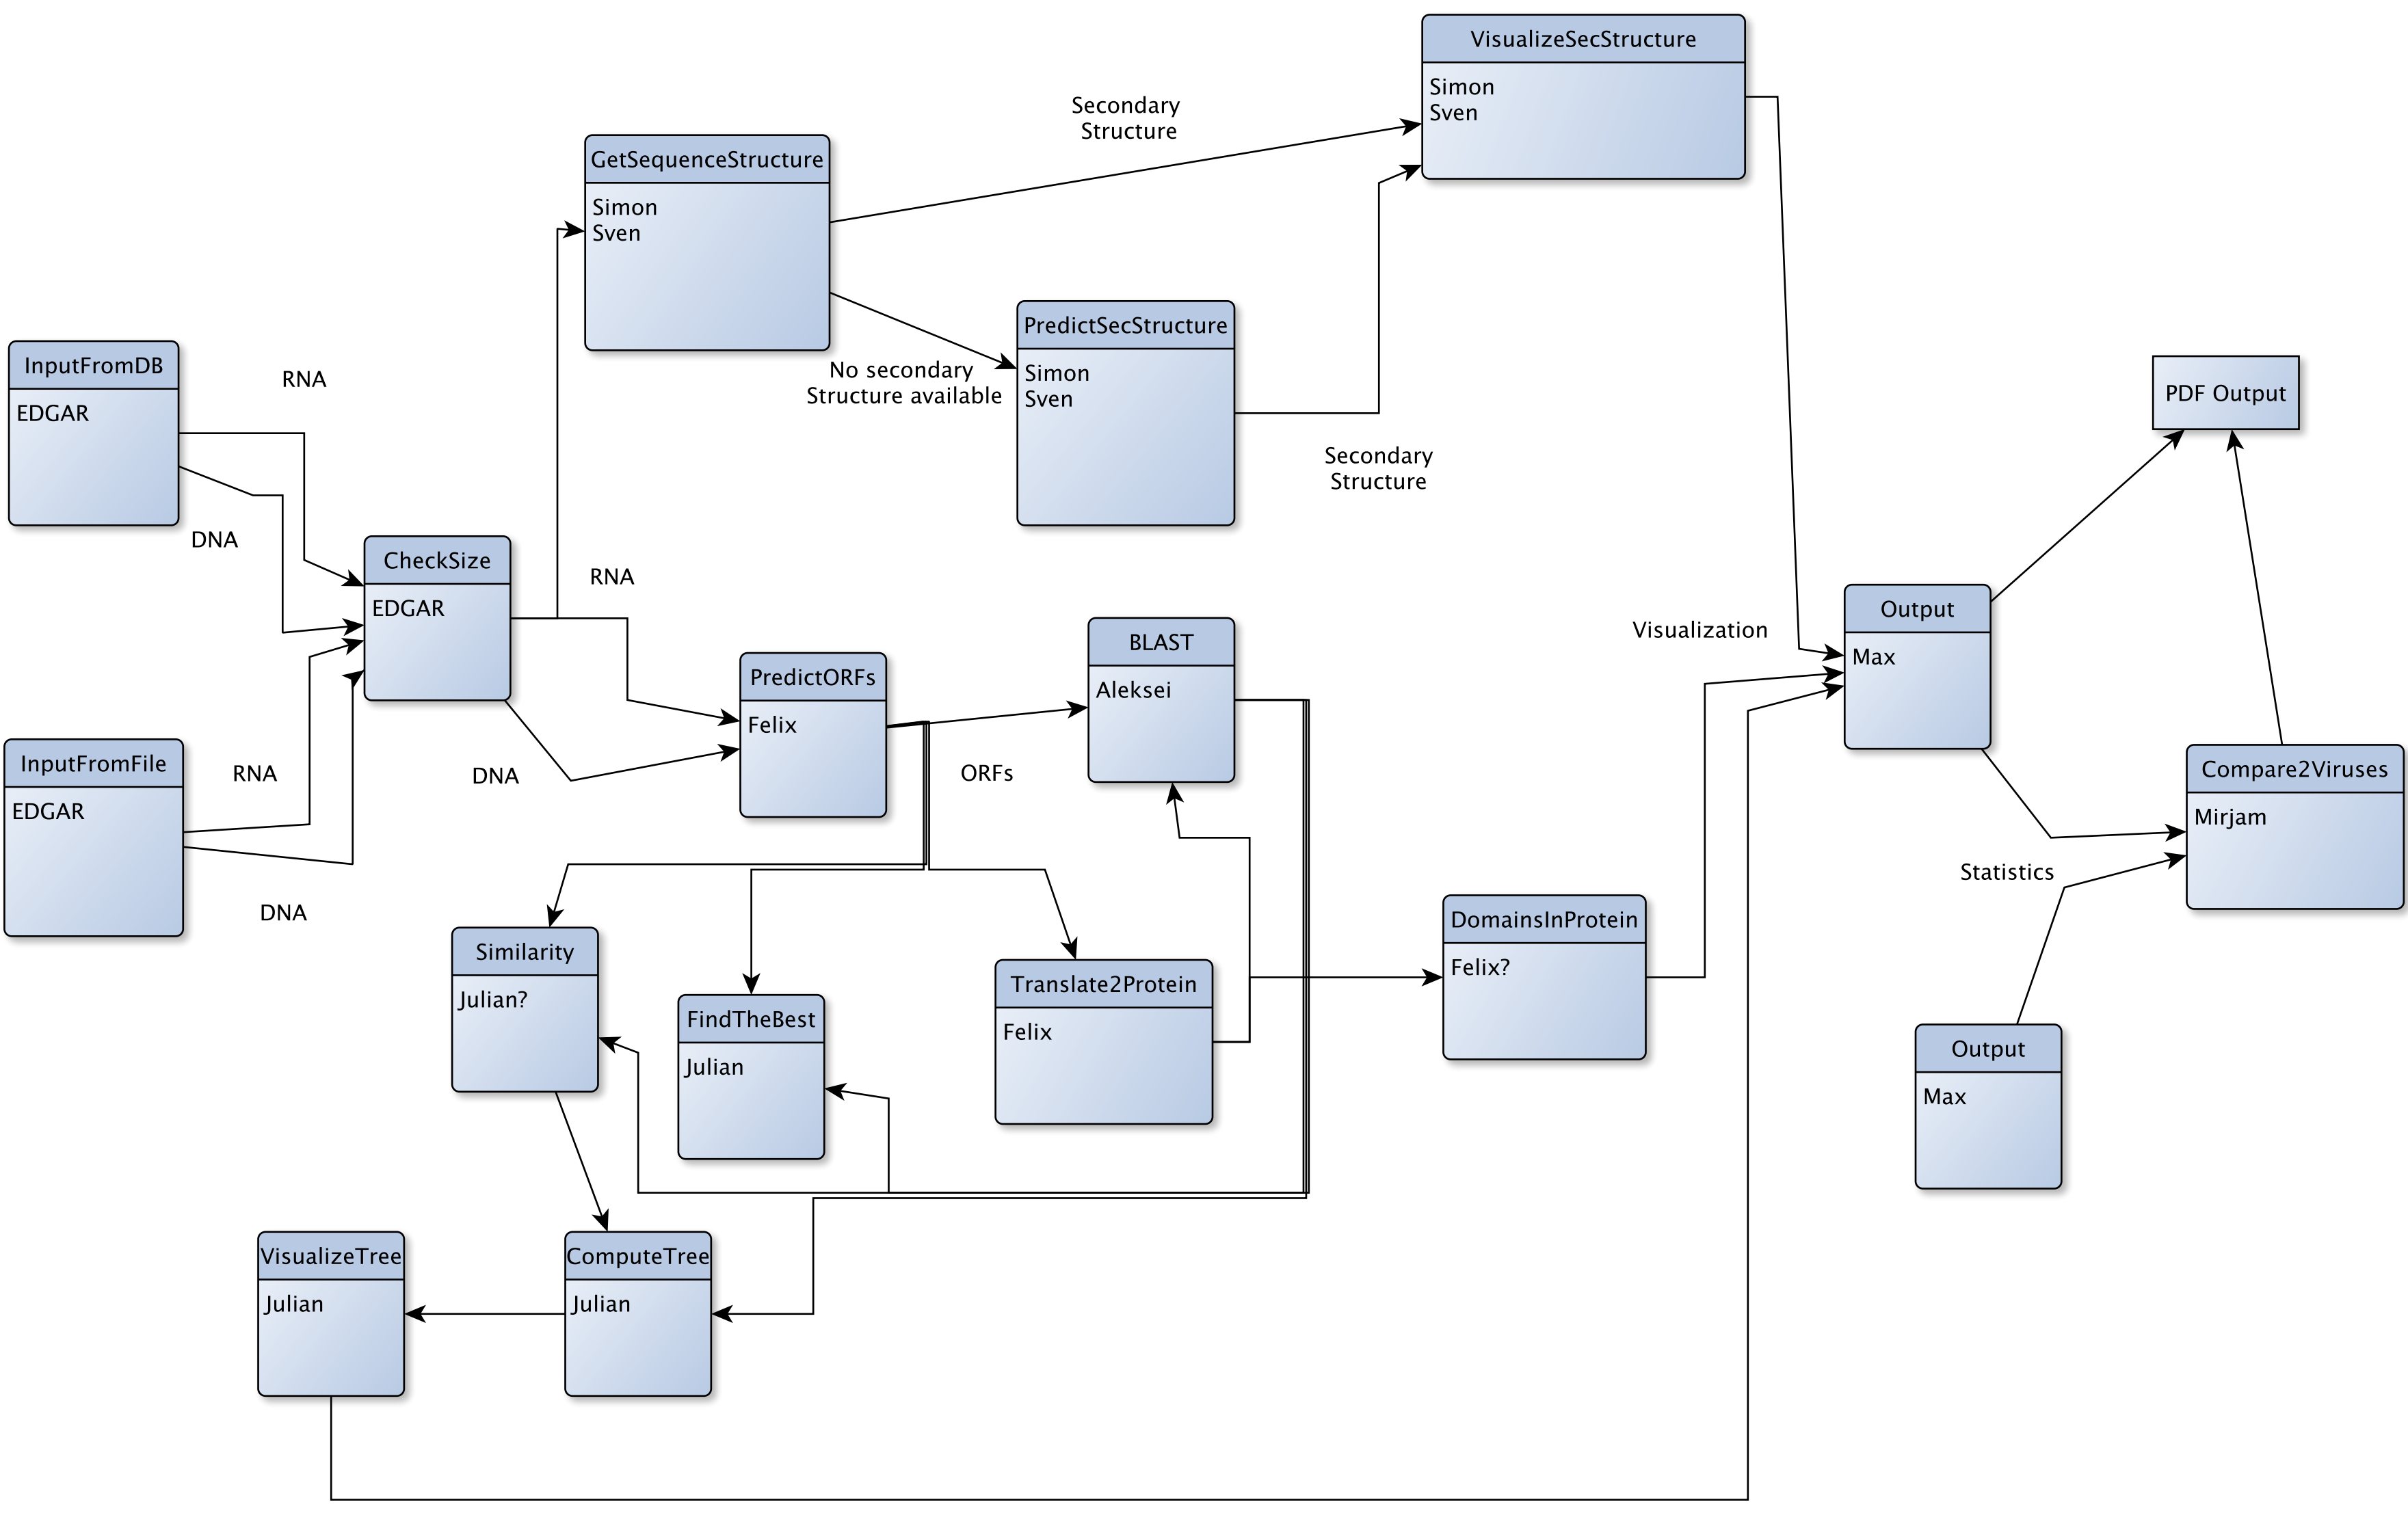 VisualizeSecStructure
Simon
Sven
Secondary
Structure
GetSequenceStructure
Simon
Sven
PredictSecStructure
Simon
Sven
No secondary
Structure available
Secondary
Structure
InputFromDB
EDGAR
RNA
DNA
CheckSize
EDGAR
RNA
InputFromFile
EDGAR
RNA
DNA
DNA
PredictORFs
Felix
ORFs
BLAST
Aleksei
Similarity
Julian?
FindTheBest
Julian
Translate2Protein
Felix
DomainsInProtein
Felix?
VisualizeTree
Julian
ComputeTree
Julian
Visualization
Output
Max
PDF Output
Compare2Viruses
Mirjam
Statistics
Output
Max